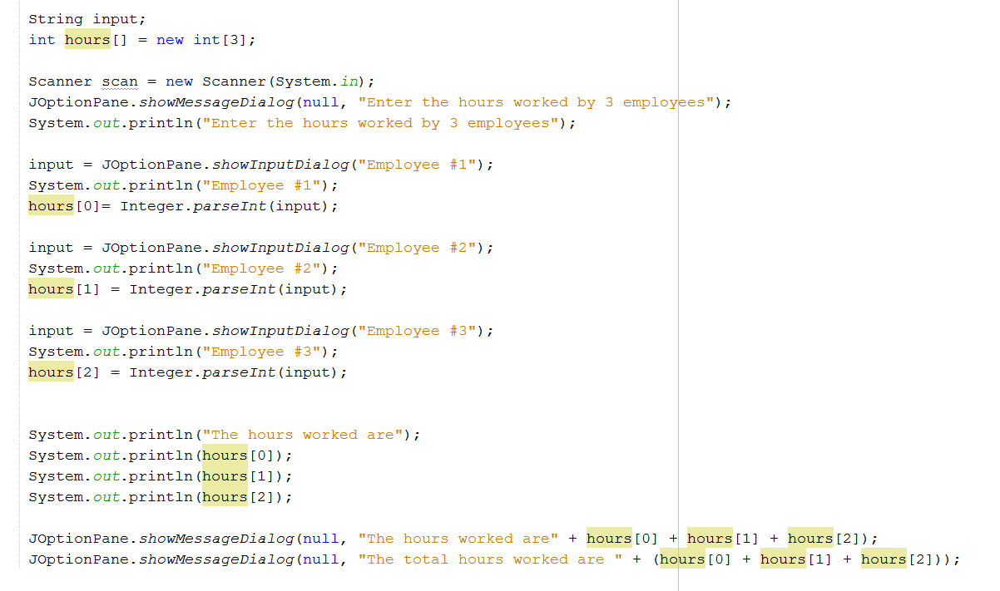 String input;
int hours[] = new int[3];
Scanner scan = new Scanner(System.in);
JOptionPane.showMessageDialog(null, "Enter the hours worked by 3 employees");
System.out.println("Enter the hours worked by 3 employees");
input = JOptionPane.showInputDialog("Employee #1");
System.out.println("Employee #1");
hours[0]= Integer.parseInt(input);
input = JOptionPane.showInputDialog("Employee #2");
System.out.println("Employee #2");
hours[1] = Integer.parseInt(input);
input = JOptionPane.showInputDialog("Employee #3");
System.out.println("Employee #3");
hours[2] = Integer.parseInt(input);
System.out.println("The hours worked are");
System.out.println(hours[0]);
System.out.println(hours[1]);
System.out.println(hours[2]);
JOptionPane.showMessageDialog(null, "The hours worked are" + hours[0] + hours[1] + hours[2]);
JOptionPane.showMessageDialog(null, "The total hours worked are " + (hours[0] + hours[1] + hours[2]));